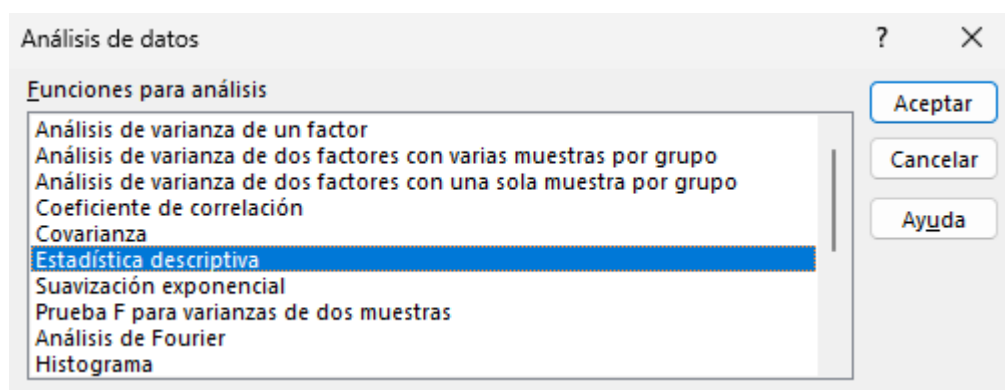 Análisis de datos
?
Funciones para análisis
Análisis de varianza de un factor
Análisis de varianza de dos factores con varias muestras por grupo
Análisis de varianza de dos factores con una sola muestra por grupo
Coeficiente de correlación
Covarianza
Estadística descriptiva
Suavización exponencial
Prueba F para varianzas de dos muestras
Análisis de Fourier
Histograma
Aceptar
Cancelar
Ayuda